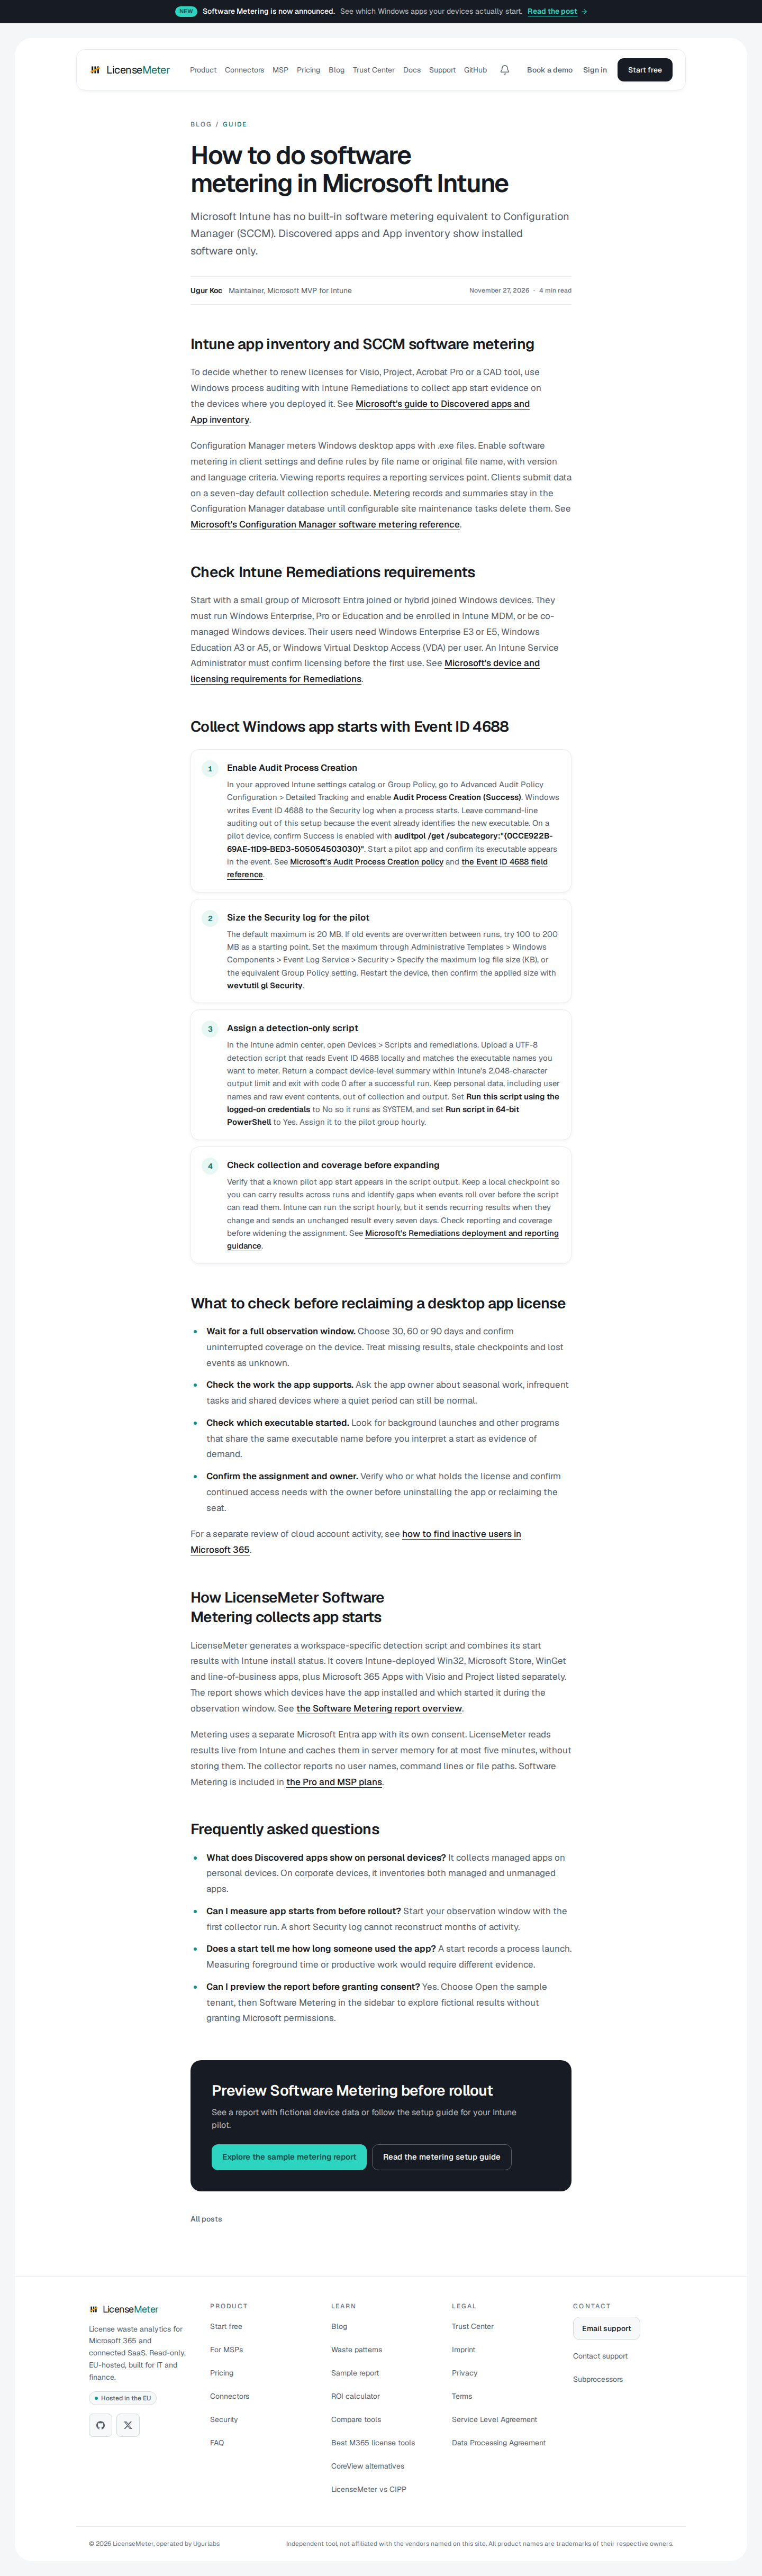 NEW Software Metering is now announced. See which Windows apps your devices actually start. Read the post →
LicenseMeter Product Connectors MSP Pricing Blog Trust Center Docs Support GitHub Book a demo Sign in Start free
BLOG / GUIDE
How to do software
metering in Microsoft Intune
Microsoft Intune has no built-in software metering equivalent to Configuration
Manager (SCCM). Discovered apps and App inventory show installed
software only.
Ugur Koc Maintainer, Microsoft MVP for Intune November 27, 2026 · 4 min read
Intune app inventory and SCCM software metering
To decide whether to renew licenses for Visio, Project, Acrobat Pro or a CAD tool, use
Windows process auditing with Intune Remediations to collect app start evidence on
the devices where you deployed it. See Microsoft's guide to Discovered apps and
App inventory.
Configuration Manager meters Windows desktop apps with .exe files. Enable software
metering in client settings and define rules by file name or original file name, with version
and language criteria. Viewing reports requires a reporting services point. Clients submit data
on a seven-day default collection schedule. Metering records and summaries stay in the
Configuration Manager database until configurable site maintenance tasks delete them. See
Microsoft's Configuration Manager software metering reference.
Check Intune Remediations requirements
Start with a small group of Microsoft Entra joined or hybrid joined Windows devices. They
must run Windows Enterprise, Pro or Education and be enrolled in Intune MDM, or be co-
managed Windows devices. Their users need Windows Enterprise E3 or E5, Windows
Education A3 or A5, or Windows Virtual Desktop Access (VDA) per user. An Intune Service
Administrator must confirm licensing before the first use. See Microsoft's device and
licensing requirements for Remediations.
Collect Windows app starts with Event ID 4688
1 Enable Audit Process Creation
In your approved Intune settings catalog or Group Policy, go to Advanced Audit Policy
Configuration > Detailed Tracking and enable Audit Process Creation (Success). Windows
writes Event ID 4688 to the Security log when a process starts. Leave command-line
auditing out of this setup because the event already identifies the new executable. On a
pilot device, confirm Success is enabled with auditpol /get /subcategory:"{0CCE922B-
69AE-11D9-BED3-505054503030}". Start a pilot app and confirm its executable appears
in the event. See Microsoft's Audit Process Creation policy and the Event ID 4688 field
reference.
2 Size the Security log for the pilot
The default maximum is 20 MB. If old events are overwritten between runs, try 100 to 200
MB as a starting point. Set the maximum through Administrative Templates > Windows
Components > Event Log Service > Security > Specify the maximum log file size (KB), or
the equivalent Group Policy setting. Restart the device, then confirm the applied size with
wevtutil gl Security.
3 Assign a detection-only script
In the Intune admin center, open Devices > Scripts and remediations. Upload a UTF-8
detection script that reads Event ID 4688 locally and matches the executable names you
want to meter. Return a compact device-level summary within Intune's 2,048-character
output limit and exit with code 0 after a successful run. Keep personal data, including user
names and raw event contents, out of collection and output. Set Run this script using the
logged-on credentials to No so it runs as SYSTEM, and set Run script in 64-bit
PowerShell to Yes. Assign it to the pilot group hourly.
4 Check collection and coverage before expanding
Verify that a known pilot app start appears in the script output. Keep a local checkpoint so
you can carry results across runs and identify gaps when events roll over before the script
can read them. Intune can run the script hourly, but it sends recurring results when they
change and sends an unchanged result every seven days. Check reporting and coverage
before widening the assignment. See Microsoft's Remediations deployment and reporting
guidance.
What to check before reclaiming a desktop app license
Wait for a full observation window. Choose 30, 60 or 90 days and confirm
uninterrupted coverage on the device. Treat missing results, stale checkpoints and lost
events as unknown.
Check the work the app supports. Ask the app owner about seasonal work, infrequent
tasks and shared devices where a quiet period can still be normal.
Check which executable started. Look for background launches and other programs
that share the same executable name before you interpret a start as evidence of
demand.
Confirm the assignment and owner. Verify who or what holds the license and confirm
continued access needs with the owner before uninstalling the app or reclaiming the
seat.
For a separate review of cloud account activity, see how to find inactive users in
Microsoft 365.
How LicenseMeter Software
Metering collects app starts
LicenseMeter generates a workspace-specific detection script and combines its start
results with Intune install status. It covers Intune-deployed Win32, Microsoft Store, WinGet
and line-of-business apps, plus Microsoft 365 Apps with Visio and Project listed separately.
The report shows which devices have the app installed and which started it during the
observation window. See the Software Metering report overview.
Metering uses a separate Microsoft Entra app with its own consent. LicenseMeter reads
results live from Intune and caches them in server memory for at most five minutes, without
storing them. The collector reports no user names, command lines or file paths. Software
Metering is included in the Pro and MSP plans.
Frequently asked questions
What does Discovered apps show on personal devices? It collects managed apps on
personal devices. On corporate devices, it inventories both managed and unmanaged
apps.
Can I measure app starts from before rollout? Start your observation window with the
first collector run. A short Security log cannot reconstruct months of activity.
Does a start tell me how long someone used the app? A start records a process launch.
Measuring foreground time or productive work would require different evidence.
Can I preview the report before granting consent? Yes. Choose Open the sample
tenant, then Software Metering in the sidebar to explore fictional results without
granting Microsoft permissions.
Preview Software Metering before rollout
See a report with fictional device data or follow the setup guide for your Intune
pilot.
Explore the sample metering report Read the metering setup guide
All posts
LicenseMeter
License waste analytics for
Microsoft 365 and
connected SaaS. Read-only,
EU-hosted, built for IT and
finance.
Hosted in the EU
PRODUCT
Start free
For MSPs
Pricing
Connectors
Security
FAQ
LEARN
Blog
Waste patterns
Sample report
ROI calculator
Compare tools
Best M365 license tools
CoreView alternatives
LicenseMeter vs CIPP
LEGAL
Trust Center
Imprint
Privacy
Terms
Service Level Agreement
Data Processing Agreement
CONTACT
Email support
Contact support
Subprocessors
© 2026 LicenseMeter, operated by Ugurlabs Independent tool, not affiliated with the vendors named on this site. All product names are trademarks of their respective owners.